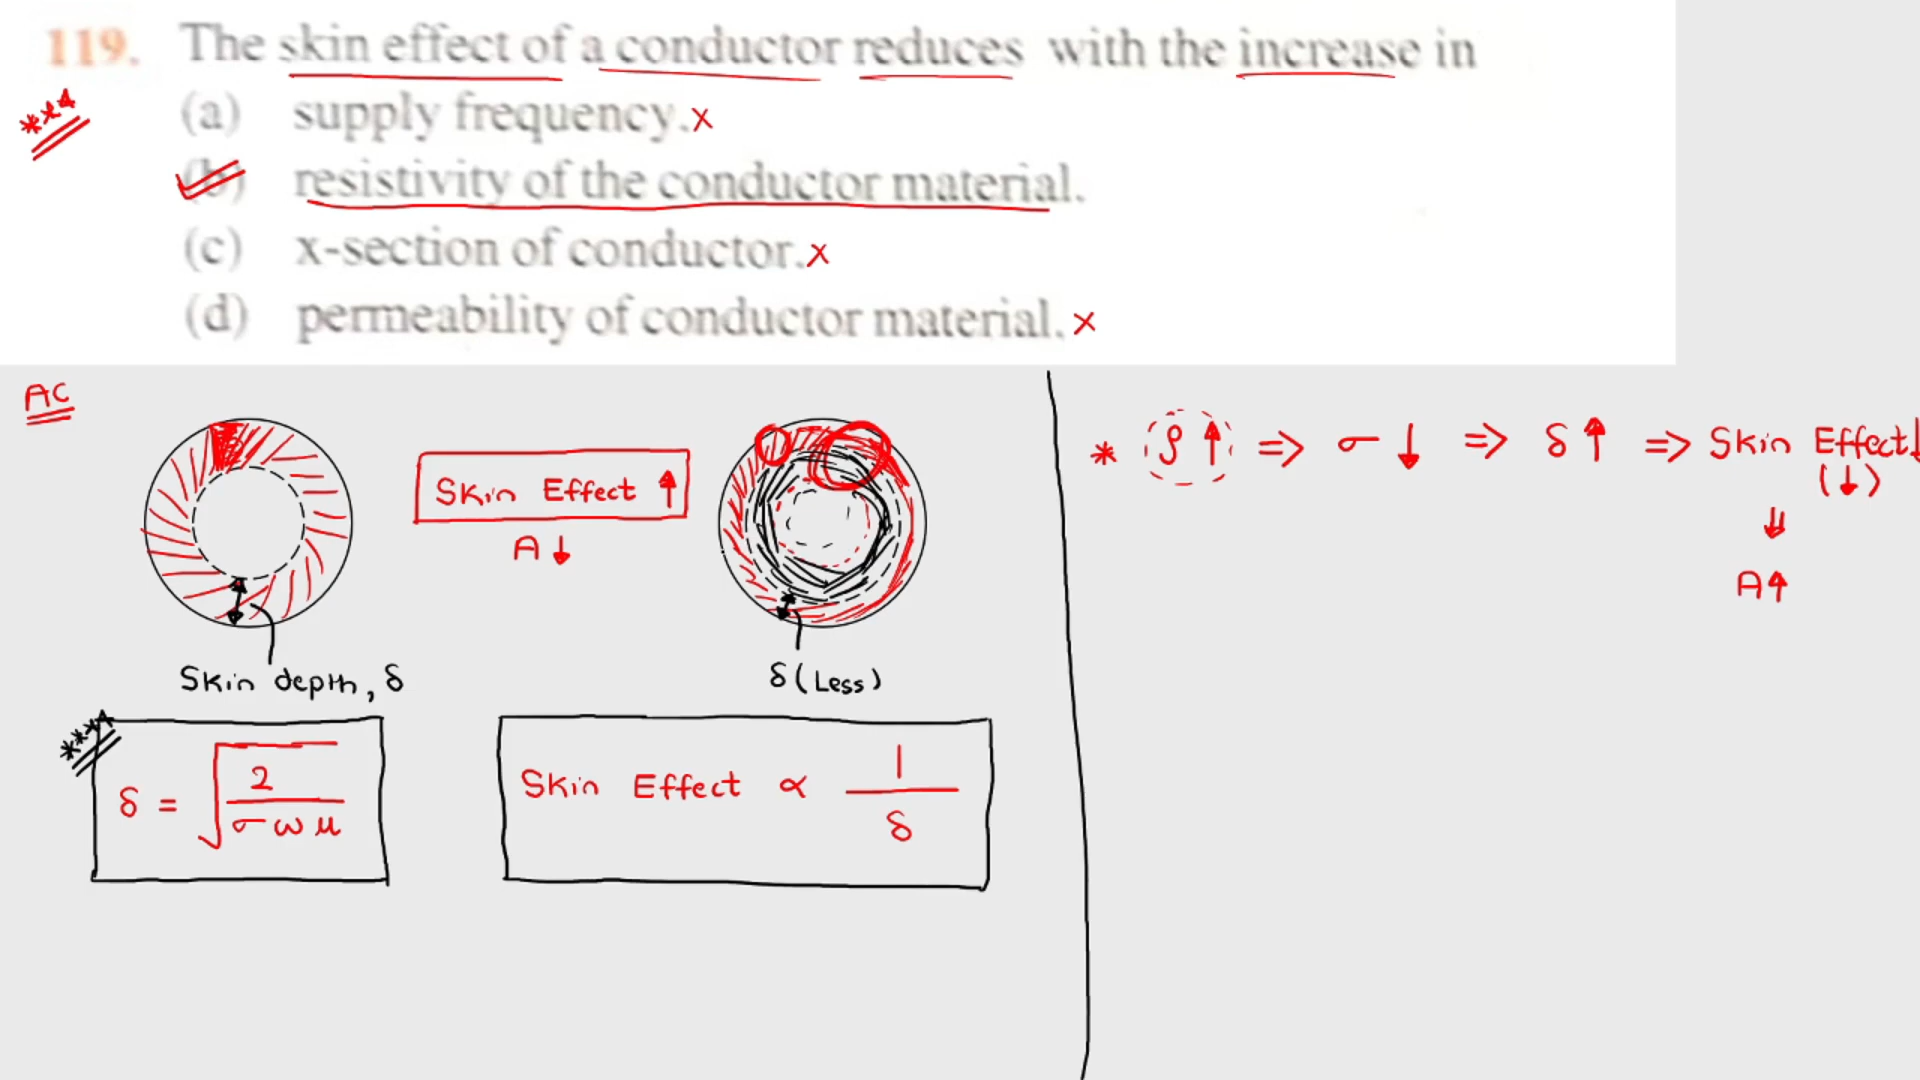 119. The skin effect of a conductor reduces with the increase in
***
(a) supply frequency. x
(b) resistivity of the conductor material.
(c) x-section of conductor. x
(d) permeability of conductor material. x
AC
Skin Effect ↑
A ↓
Skin depth, δ
δ (Less)
***
δ = √(2/σωμ)
Skin Effect ∝ 1/δ
* ρ↑ => σ↓ => δ↑ => Skin Effect↓
(↓)
⇓
A↑